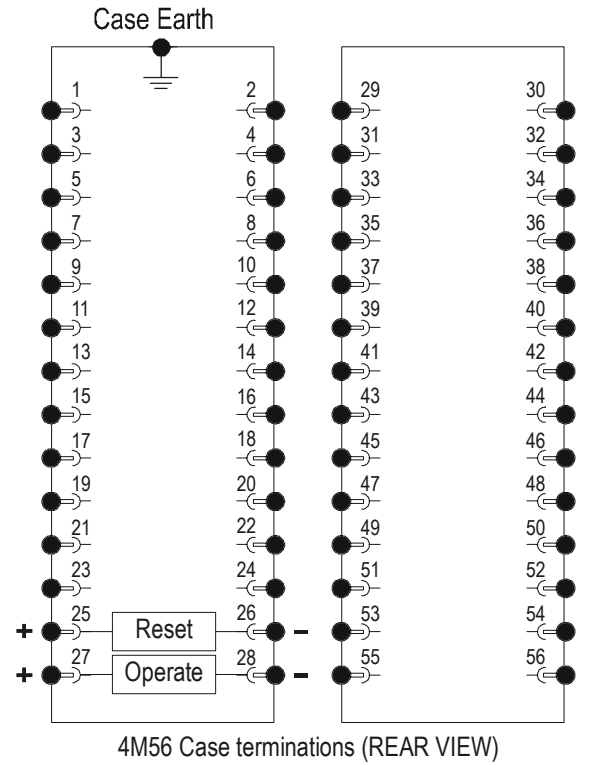 Case Earth
1 2 29 30
3 4 31 32
5 6 33 34
7 8 35 36
9 10 37 38
11 12 39 40
13 14 41 42
15 16 43 44
17 18 45 46
19 20 47 48
21 22 49 50
23 24 51 52
+ 25 Reset 26 – 53 54
+ 27 Operate 28 – 55 56
4M56 Case terminations (REAR VIEW)